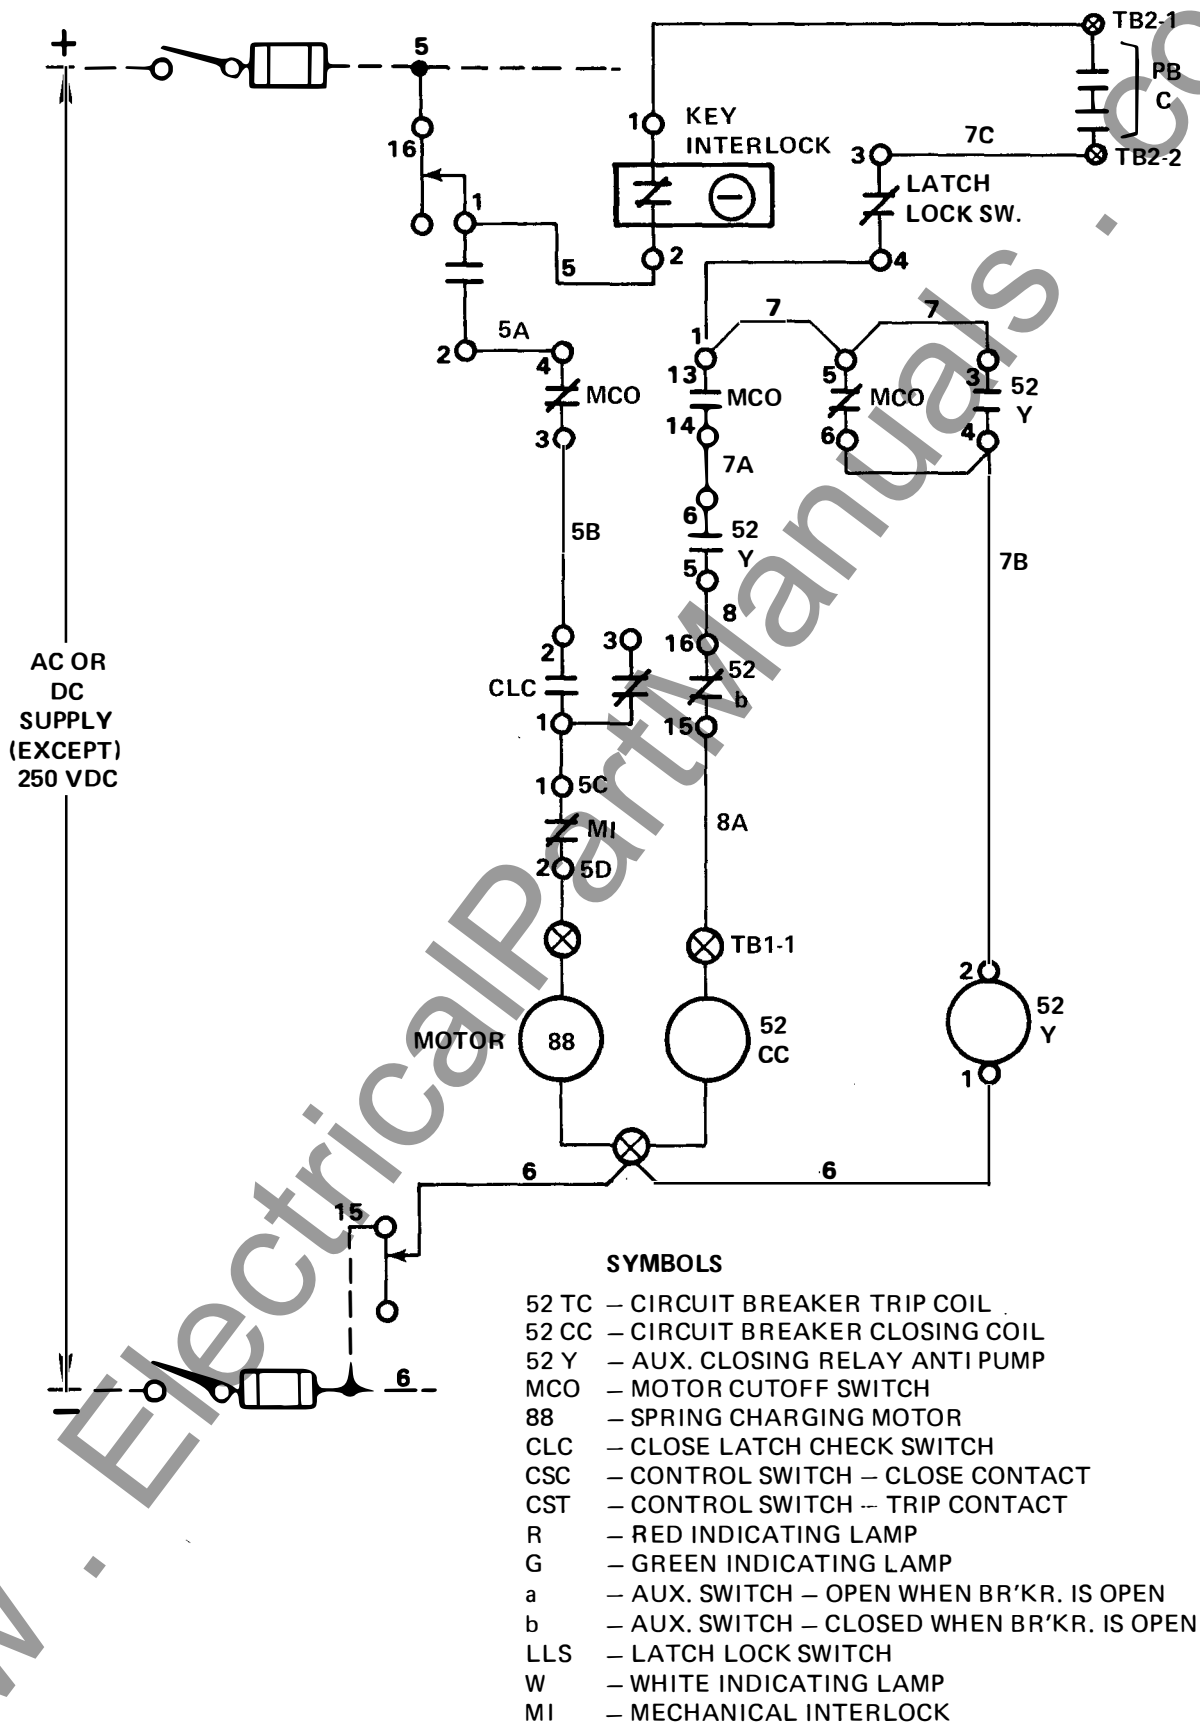 +
5
TB2-1
PB
C
1
KEY
INTERLOCK
7C
TB2-2
16
3
LATCH
LOCK SW.
1
5
2
4
5A
2
4
MCO
3
7
7
1
13
MCO
14
5
MCO
6
3
52
Y
4
7A
6
52
Y
5
5B
7B
8
2
3
16
52
b
CLC
1
15
AC OR
DC
SUPPLY
(EXCEPT)
250 VDC
1
5C
MI
2
5D
8A
TB1-1
2
52
Y
1
MOTOR
88
52
CC
6
6
15
6
–
SYMBOLS
52 TC – CIRCUIT BREAKER TRIP COIL
52 CC – CIRCUIT BREAKER CLOSING COIL
52 Y – AUX. CLOSING RELAY ANTI PUMP
MCO – MOTOR CUTOFF SWITCH
88 – SPRING CHARGING MOTOR
CLC – CLOSE LATCH CHECK SWITCH
CSC – CONTROL SWITCH – CLOSE CONTACT
CST – CONTROL SWITCH – TRIP CONTACT
R – RED INDICATING LAMP
G – GREEN INDICATING LAMP
a – AUX. SWITCH – OPEN WHEN BR'KR. IS OPEN
b – AUX. SWITCH – CLOSED WHEN BR'KR. IS OPEN
LLS – LATCH LOCK SWITCH
W – WHITE INDICATING LAMP
MI – MECHANICAL INTERLOCK
w . ElectricalPartManuals . co